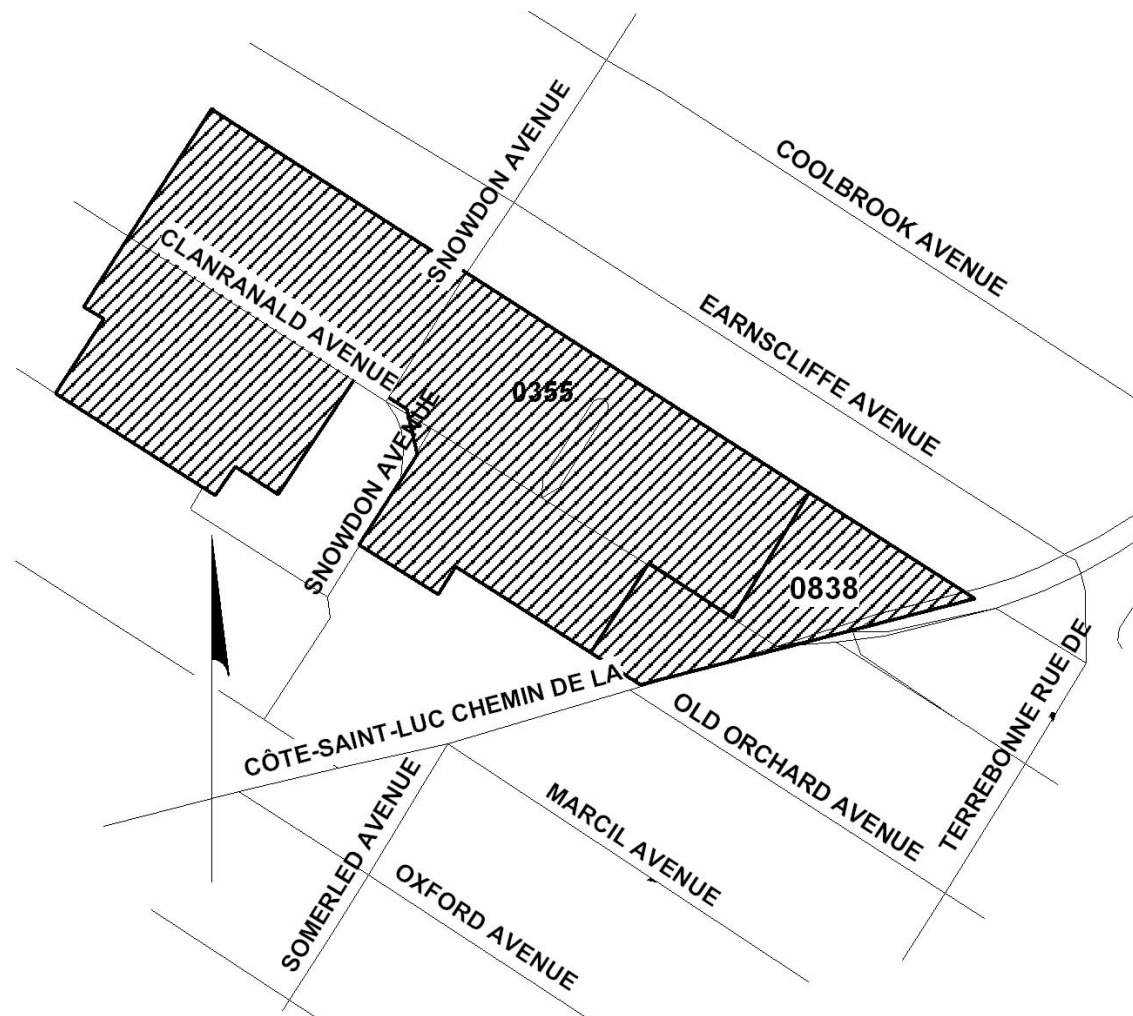 SNOWDON AVENUE
COOLBROOK AVENUE
CLANRANALD AVENUE
EARNSCLIFFE AVENUE
0355
SNOWDON AVENUE
0838
CÔTE-SAINT-LUC CHEMIN DE LA
OLD ORCHARD AVENUE
TERREBONNE RUE DE
MARCIL AVENUE
SOMERLED AVENUE
OXFORD AVENUE